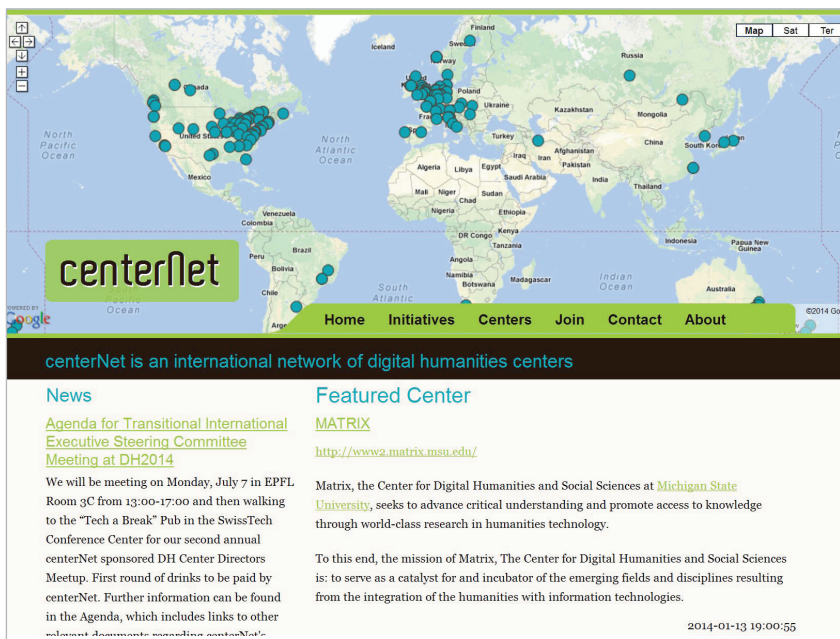 Finland
Iceland
Russia
Map Sat Ter
Poland
Ukraine
Kazakhstan
Mongolia
North
Pacific
Ocean
North
Atlantic
Ocean
Turkey
Afghanistan
Iraq
Iran
Pakistan
China
Mexico
Algeria
Libya
Egypt
Saudi Arabia
India
Thailand
Mali
Niger
Chad
Sudan
Nigeria
Ethiopia
Venezuela
Colombia
DR Congo
Kenya
Tanzania
Indonesia
Papua New
Guinea
Peru
Brazil
Bolivia
Angola
Namibia
Botswana
Madagascar
Indian
Ocean
Australia
Chile
South
Atlantic
Ocean
centerNet
POWERED BY
Google
©2014 Go
Home Initiatives Centers Join Contact About
centerNet is an international network of digital humanities centers
News
Agenda for Transitional International
Executive Steering Committee
Meeting at DH2014
We will be meeting on Monday, July 7 in EPFL
Room 3C from 13:00-17:00 and then walking
to the “Tech a Break” Pub in the SwissTech
Conference Center for our second annual
centerNet sponsored DH Center Directors
Meetup. First round of drinks to be paid by
centerNet. Further information can be found
in the Agenda, which includes links to other
relevant documents regarding centerNet's
Featured Center
MATRIX
http://www2.matrix.msu.edu/
Matrix, the Center for Digital Humanities and Social Sciences at Michigan State
University, seeks to advance critical understanding and promote access to knowledge
through world-class research in humanities technology.
To this end, the mission of Matrix, The Center for Digital Humanities and Social Sciences
is: to serve as a catalyst for and incubator of the emerging fields and disciplines resulting
from the integration of the humanities with information technologies.
2014-01-13 19:00:55